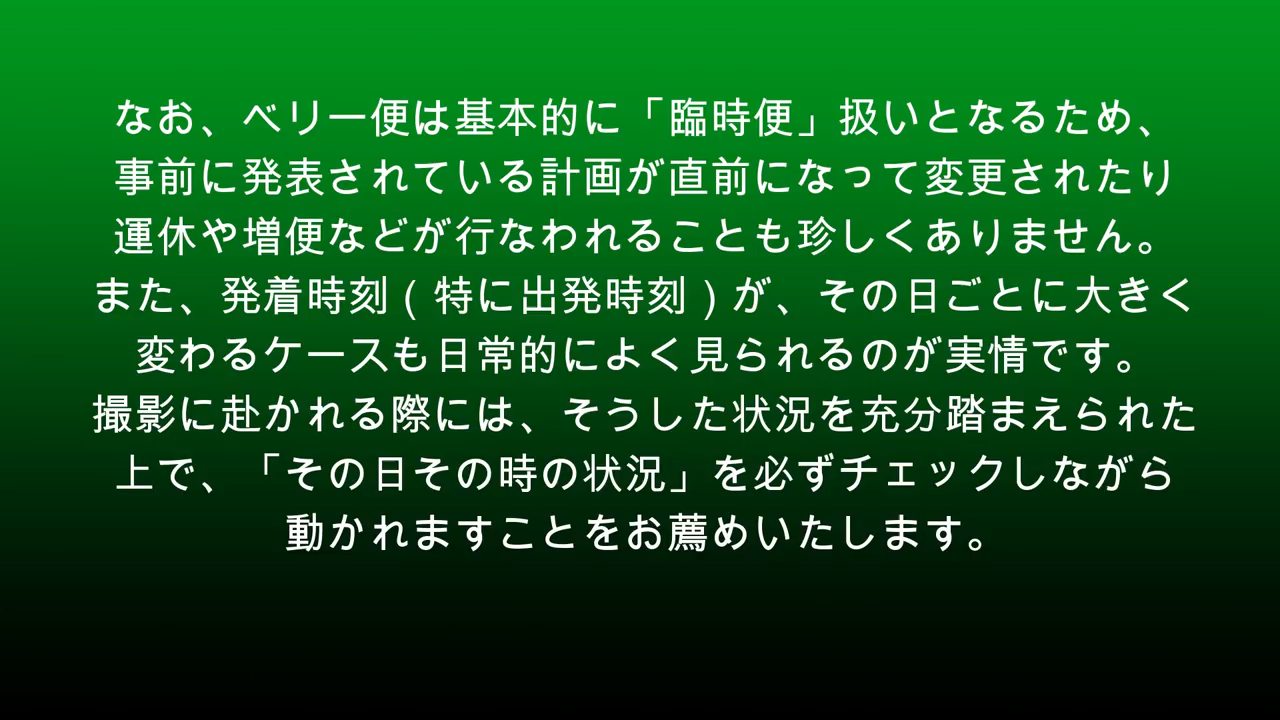 なお、ベリー便は基本的に「臨時便」扱いとなるため、
事前に発表されている計画が直前になって変更されたり
運休や増便などが行なわれることも珍しくありません。
また、発着時刻(特に出発時刻)が、その日ごとに大きく
変わるケースも日常的によく見られるのが実情です。
撮影に赴かれる際には、そうした状況を充分踏まえられた
上で、「その日その時の状況」を必ずチェックしながら
動かれますことをお薦めいたします。